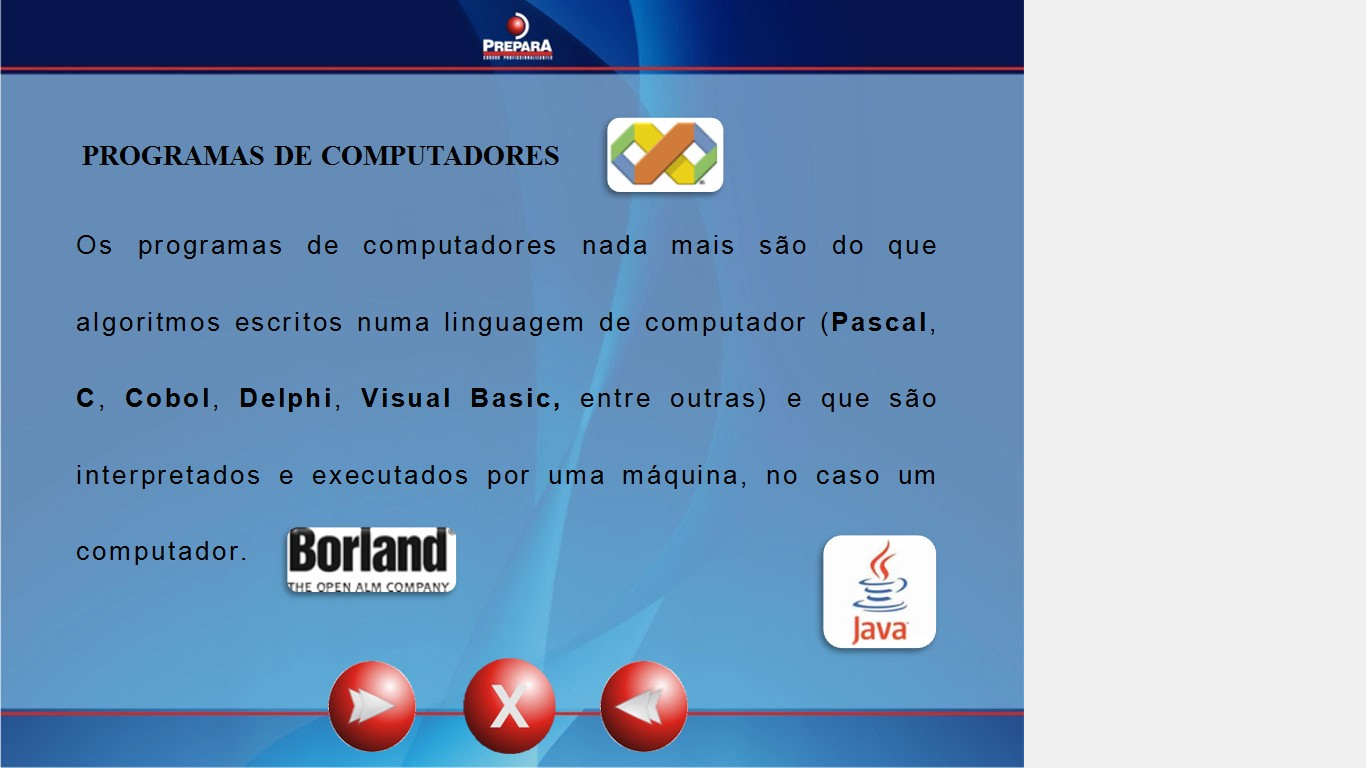 PREPARA
CURSOS PROFISSIONALIZANTES
PROGRAMAS DE COMPUTADORES
Os programas de computadores nada mais são do que
algoritmos escritos numa linguagem de computador (Pascal,
C, Cobol, Delphi, Visual Basic, entre outras) e que são
interpretados e executados por uma máquina, no caso um
computador.
Borland®
THE OPEN ALM COMPANY
Java
X